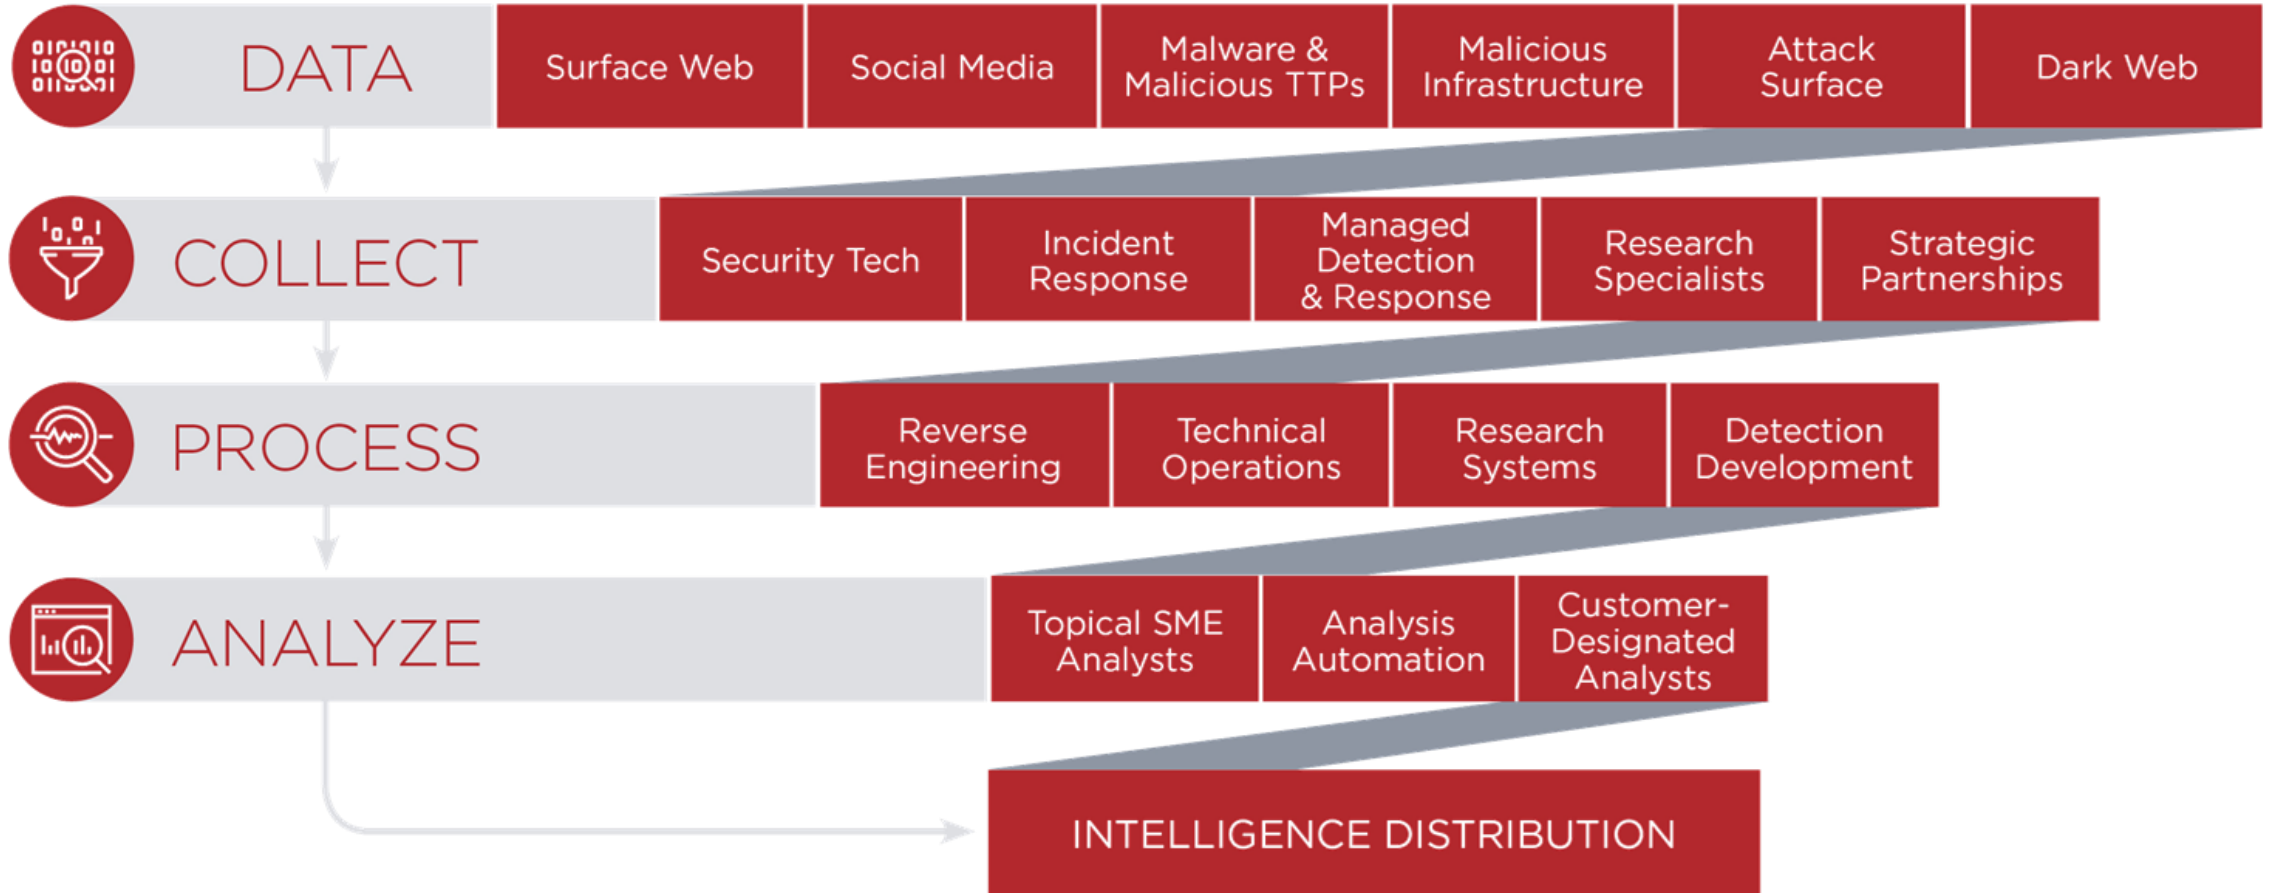 DATA
Surface Web
Social Media
Malware &
Malicious TTPs
Malicious
Infrastructure
Attack
Surface
Dark Web
COLLECT
Security Tech
Incident
Response
Managed
Detection
& Response
Research
Specialists
Strategic
Partnerships
PROCESS
Reverse
Engineering
Technical
Operations
Research
Systems
Detection
Development
ANALYZE
Topical SME
Analysts
Analysis
Automation
Customer-
Designated
Analysts
INTELLIGENCE DISTRIBUTION